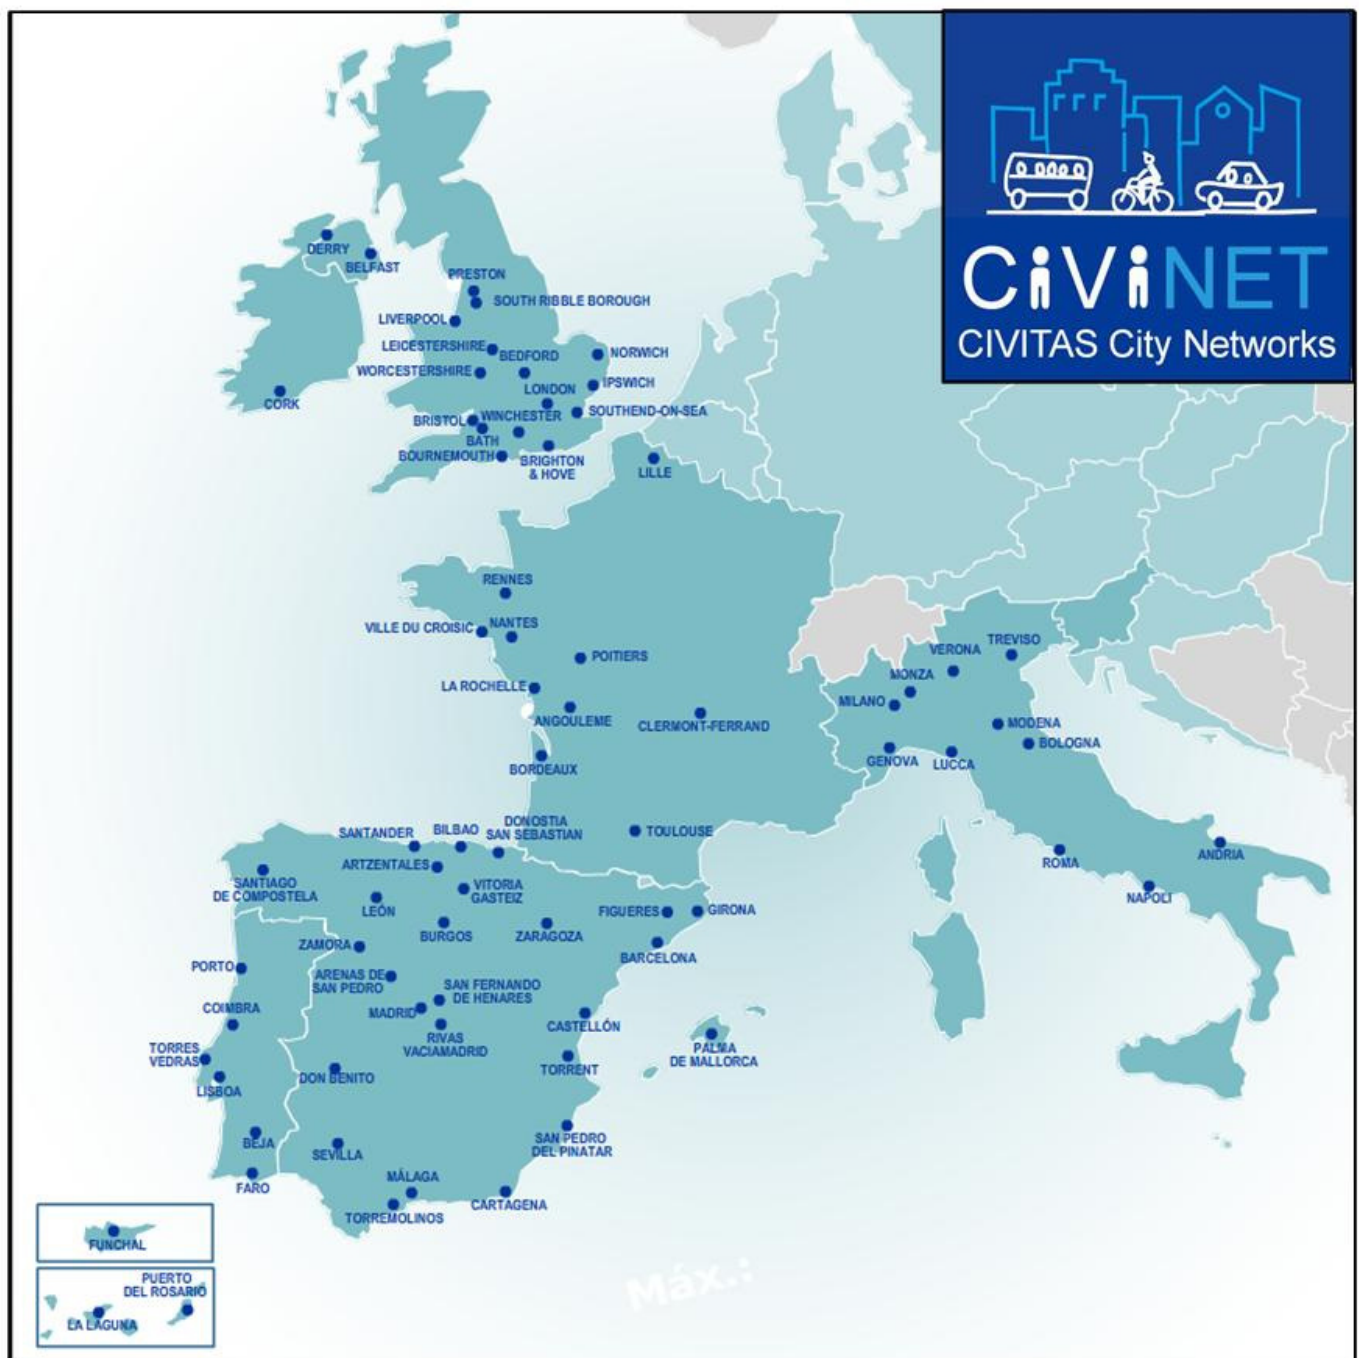 CiViNET
CIVITAS City Networks
DERRY
BELFAST
PRESTON
SOUTH RIBBLE BOROUGH
LIVERPOOL
LEICESTERSHIRE
BEDFORD
NORWICH
WORCESTERSHIRE
IPSWICH
LONDON
CORK
SOUTHEND-ON-SEA
BRISTOL
WINCHESTER
BATH
BOURNEMOUTH
BRIGHTON
& HOVE
LILLE
RENNES
VILLE DU CROISIC
NANTES
POITIERS
LA ROCHELLE
ANGOULEME
CLERMONT-FERRAND
BORDEAUX
TOULOUSE
TREVISO
VERONA
MONZA
MILANO
MODENA
BOLOGNA
GENOVA
LUCCA
ROMA
ANDRIA
NAPOLI
SANTANDER
BILBAO
DONOSTIA
SAN SEBASTIAN
ARTZENTALES
SANTIAGO
DE COMPOSTELA
VITORIA
GASTEIZ
LEÓN
BURGOS
ZARAGOZA
FIGUERES
GIRONA
BARCELONA
ZAMORA
PORTO
ARENAS DE
SAN PEDRO
SAN FERNANDO
DE HENARES
COIMBRA
MADRID
RIVAS
VACIAMADRID
CASTELLÓN
TORRES
VEDRAS
LISBOA
DON BENITO
TORRENT
PALMA
DE MALLORCA
BEJA
SEVILLA
SAN PEDRO
DEL PINATAR
FARO
MÁLAGA
TORREMOLINOS
CARTAGENA
FUNCHAL
PUERTO
DEL ROSARIO
LA LAGUNA
Máx.: